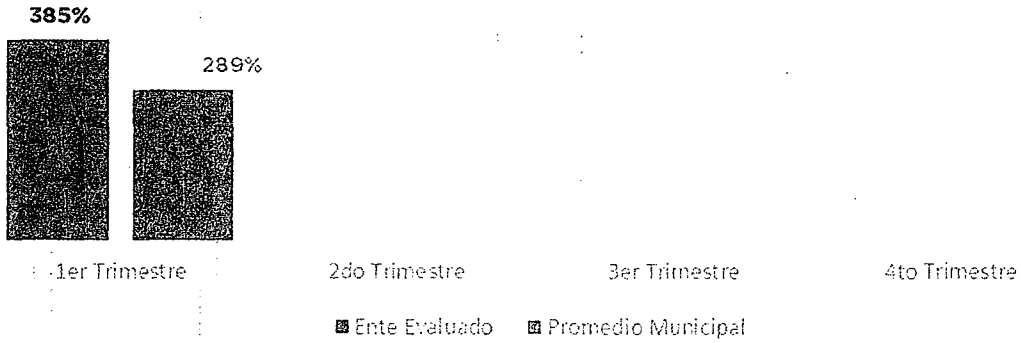 385%
289%
1er Trimestre 2do Trimestre 3er Trimestre 4to Trimestre
Ente Evaluado Promedio Municipal